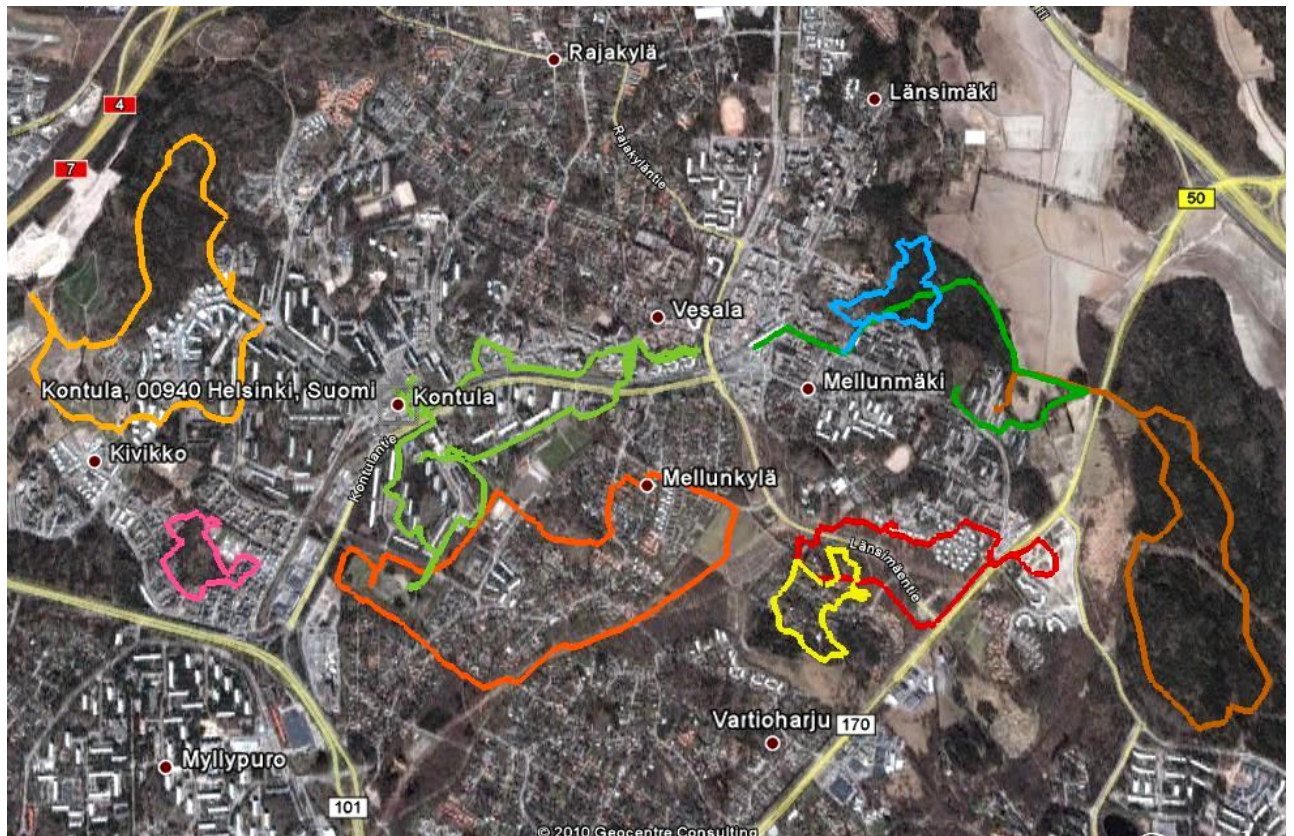 Rajakylä
Länsimäki
4
Rajakyläntie
7
50
Vesala
Kontula, 00940 Helsinki, Suomi
Kontula
Mellunmäki
Kivikko
Kontulantie
Mellunkylä
Länsimäentie
Vartioharju
170
Myllypuro
101
© 2010 Geocentre Consulting